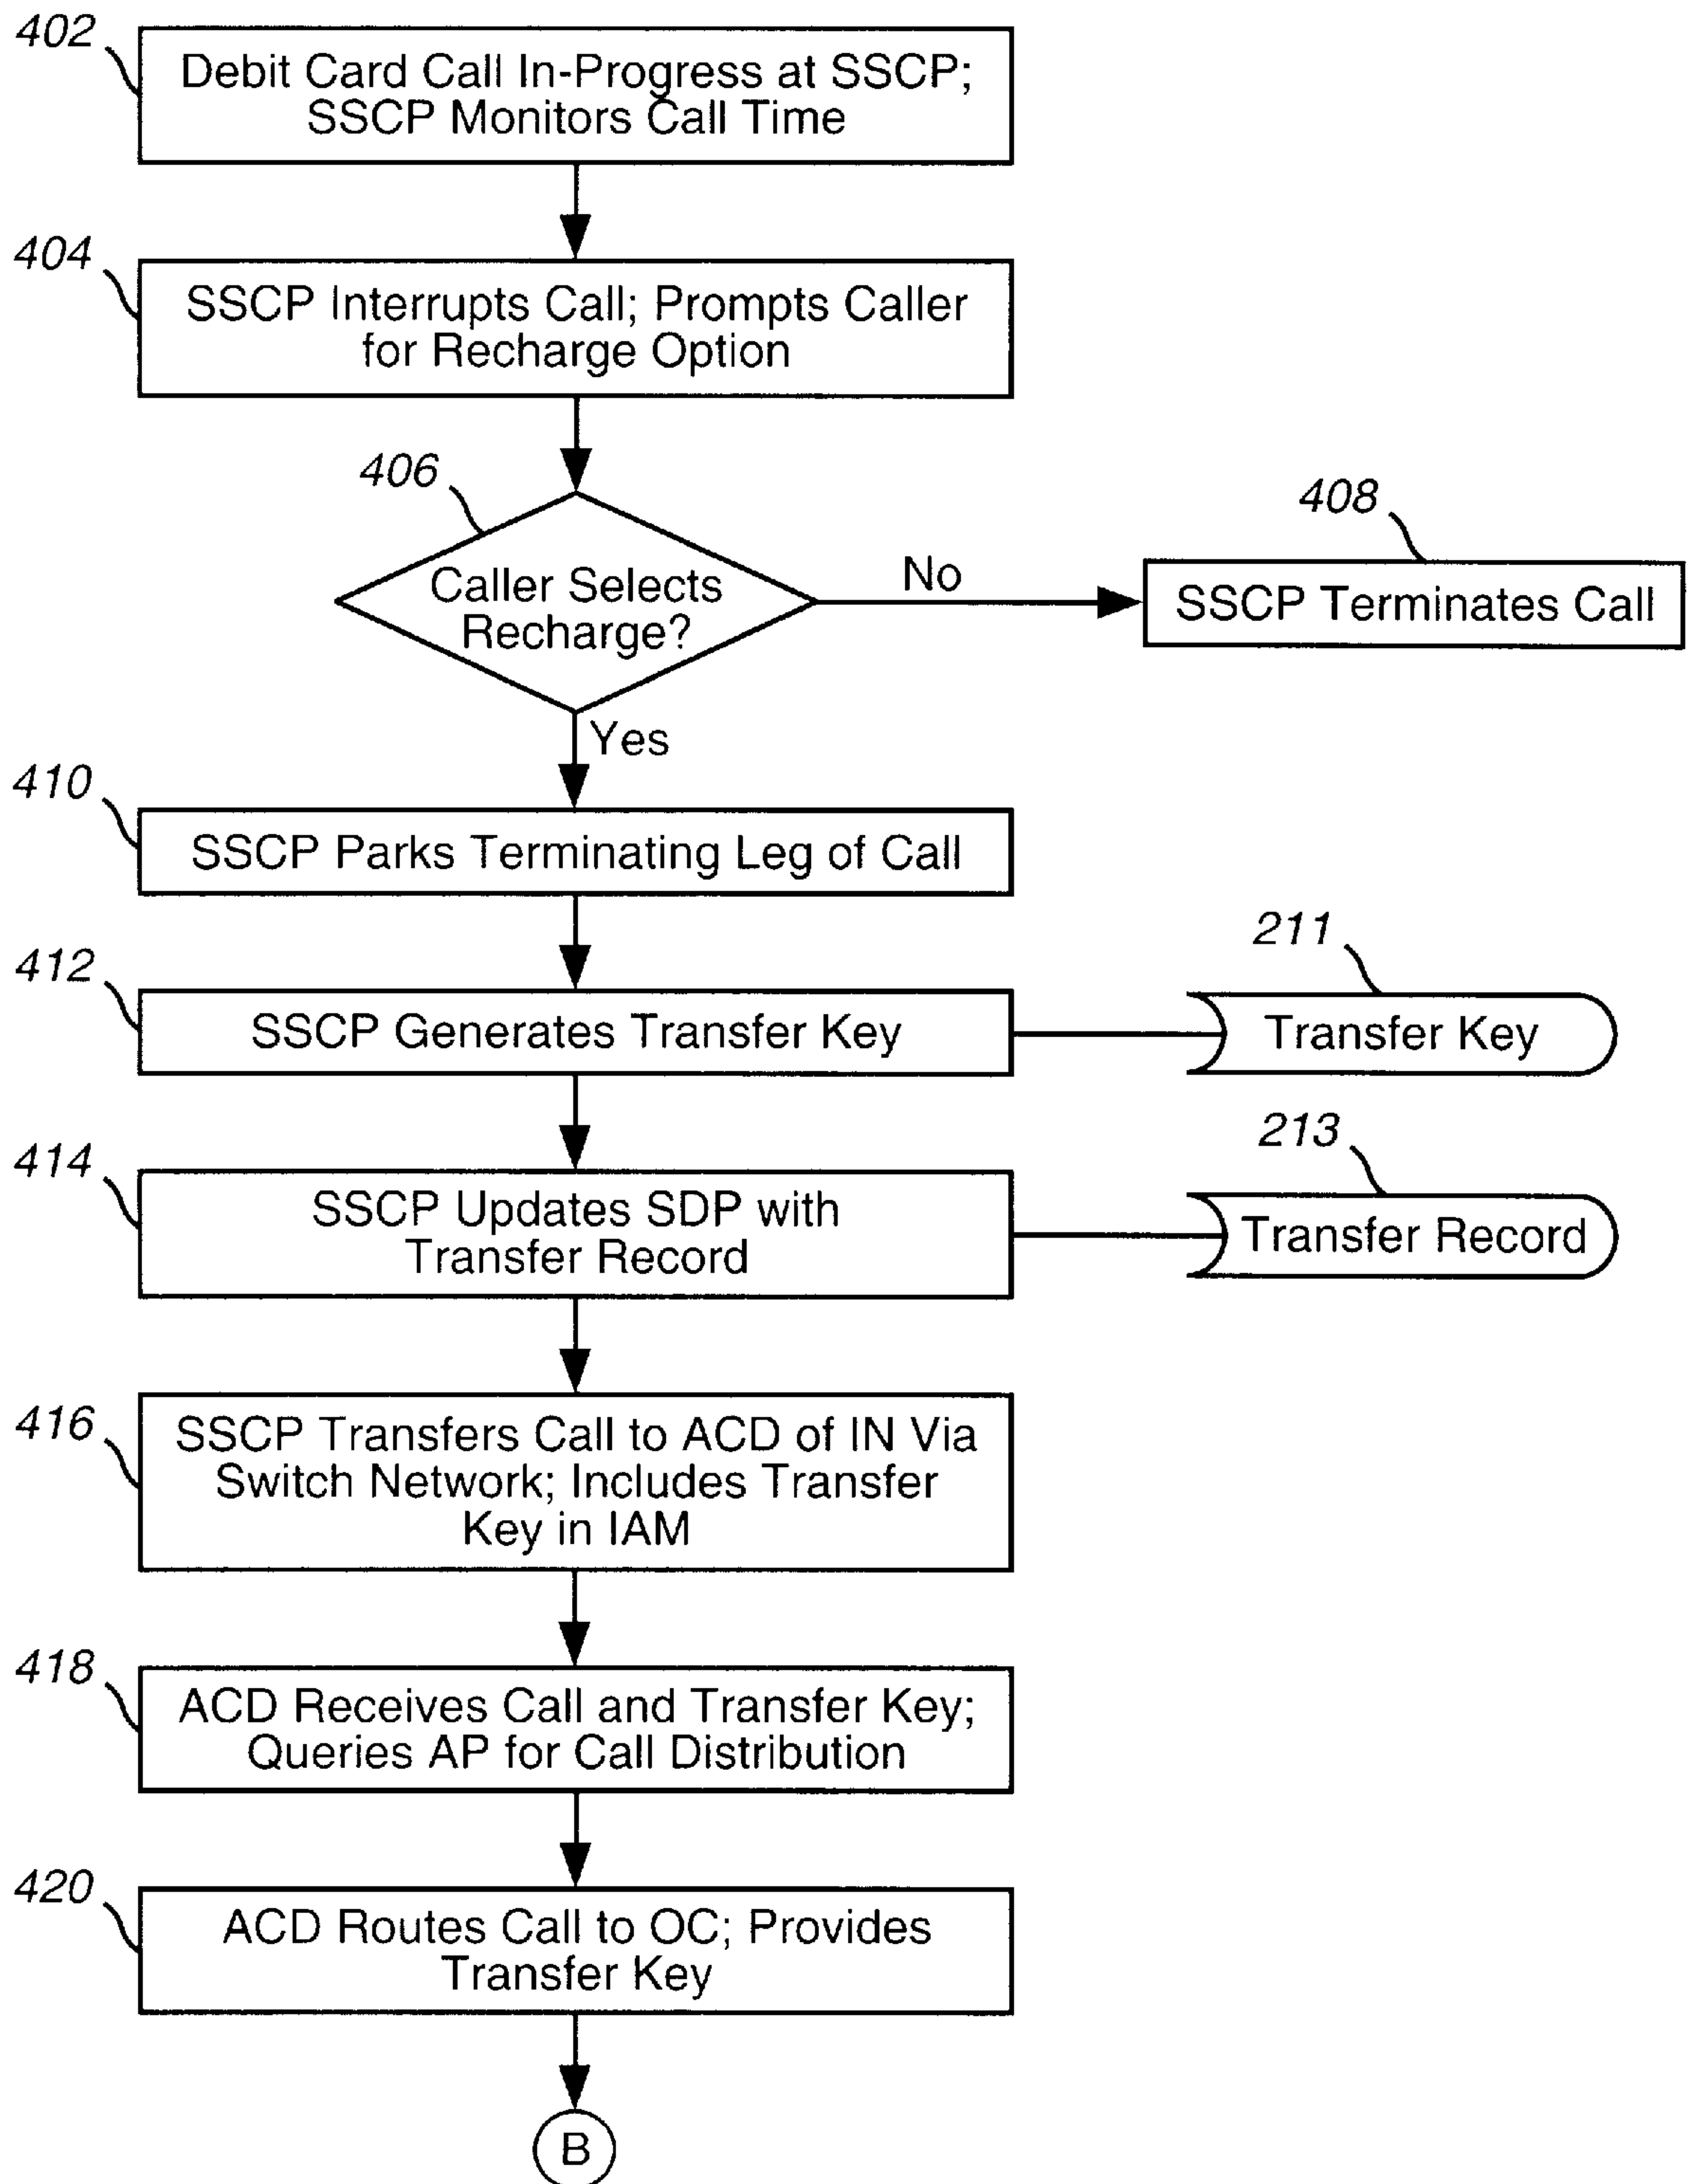 402
Debit Card Call In-Progress at SSCP;
SSCP Monitors Call Time
404
SSCP Interrupts Call; Prompts Caller
for Recharge Option
406
Caller Selects
Recharge?
No
408
SSCP Terminates Call
Yes
410
SSCP Parks Terminating Leg of Call
412
SSCP Generates Transfer Key
211
Transfer Key
414
SSCP Updates SDP with
Transfer Record
213
Transfer Record
416
SSCP Transfers Call to ACD of IN Via
Switch Network; Includes Transfer
Key in IAM
418
ACD Receives Call and Transfer Key;
Queries AP for Call Distribution
420
ACD Routes Call to OC; Provides
Transfer Key
B